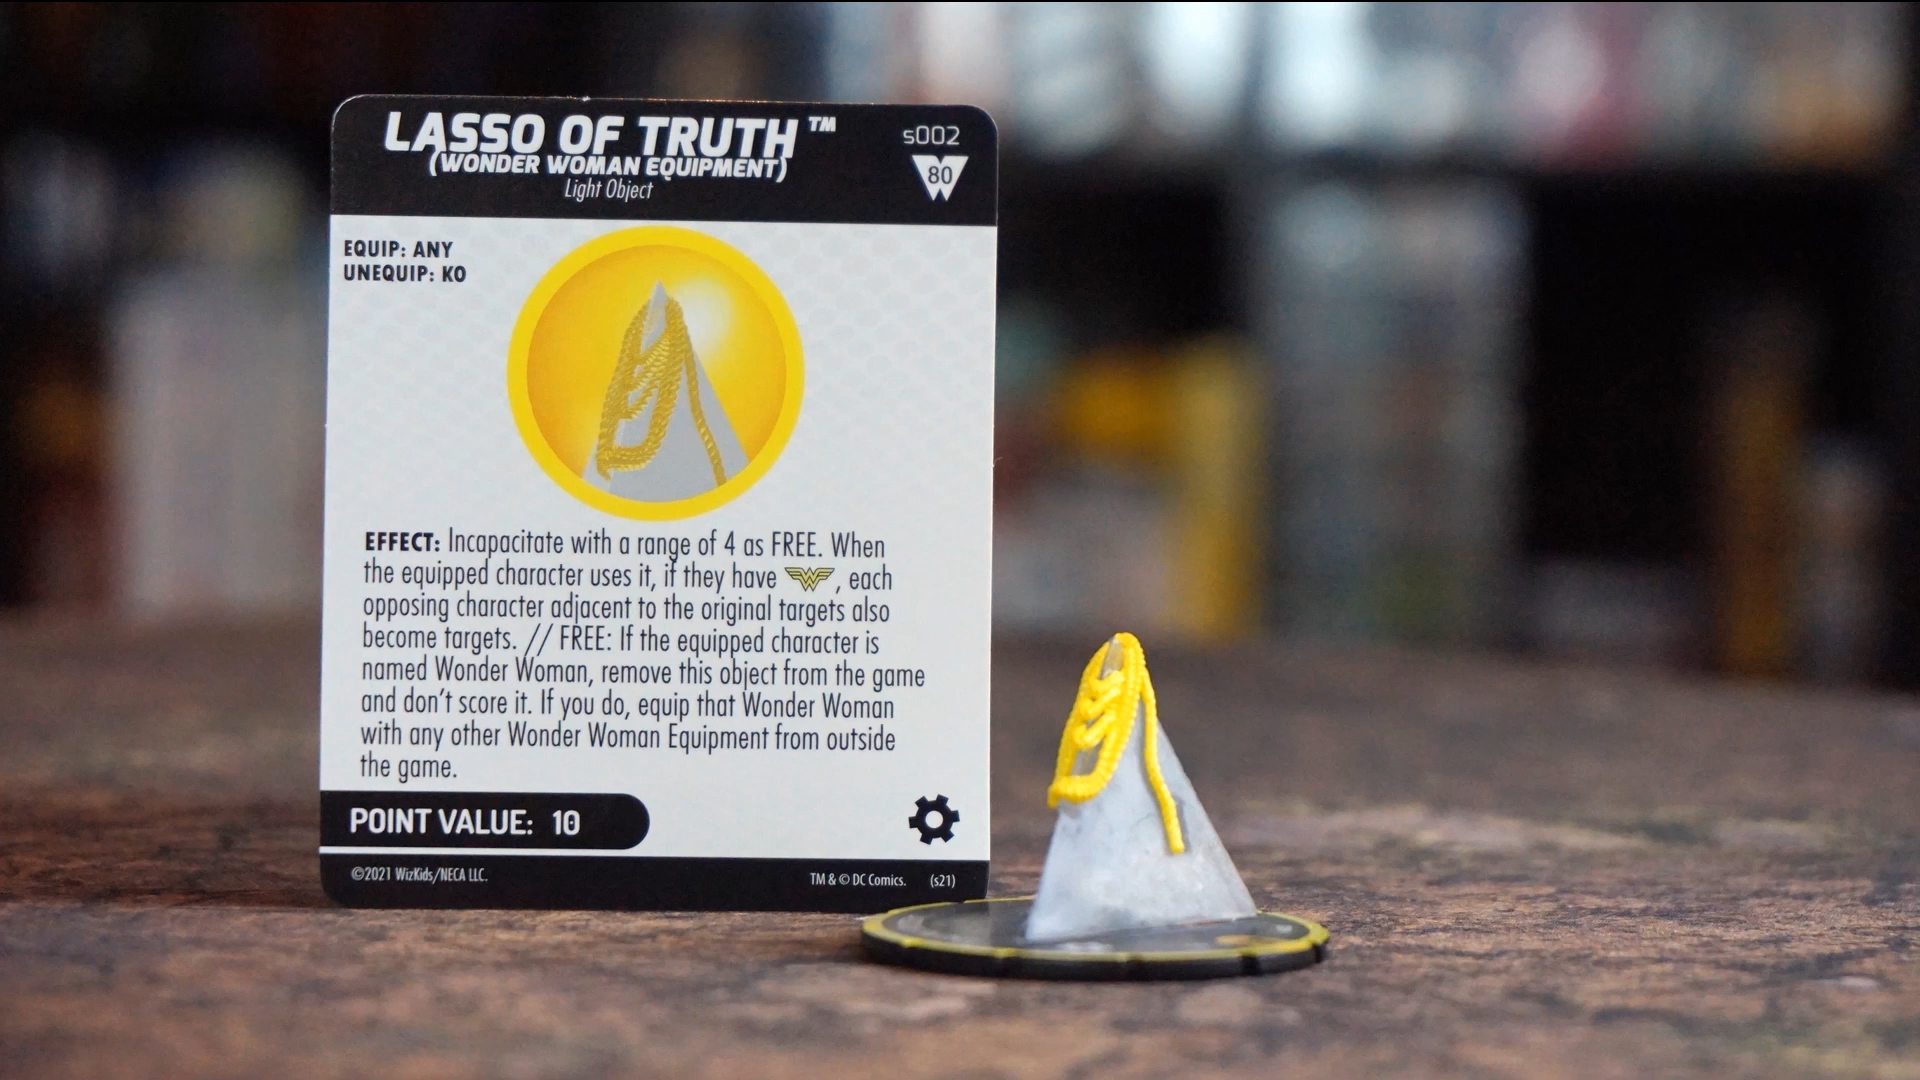 LASSO OF TRUTH™
(WONDER WOMAN EQUIPMENT)
Light Object
s002
80
EQUIP: ANY
UNEQUIP: KO
EFFECT: Incapacitate with a range of 4 as FREE. When
the equipped character uses it, if they have , each
opposing character adjacent to the original targets also
become targets. // FREE: If the equipped character is
named Wonder Woman, remove this object from the game
and don't score it. If you do, equip that Wonder Woman
with any other Wonder Woman Equipment from outside
the game.
POINT VALUE: 10
©2021 WizKids/NECA LLC.
TM & © DC Comics. (s21)